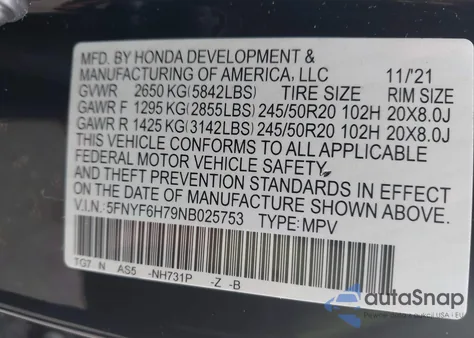 MFD. BY HONDA DEVELOPMENT &
MANUFACTURING OF AMERICA, LLC 11/'21
GVWR 2650 KG(5842LBS) TIRE SIZE RIM SIZE
GAWR F 1295 KG(2855LBS) 245/50R20 102H 20X8.0J
GAWR R 1425 KG(3142LBS) 245/50R20 102H 20X8.0J
THIS VEHICLE CONFORMS TO ALL APPLICABLE
FEDERAL MOTOR VEHICLE SAFETY
AND THEFT PREVENTION STANDARDS IN EFFECT
ON THE DATE OF MANUFACTURE SHOWN ABOVE.
V.I.N.: 5FNYF6H79NB025753 TYPE: MPV
TG7 N AS5 -NH731P -Z -B
autoSnap